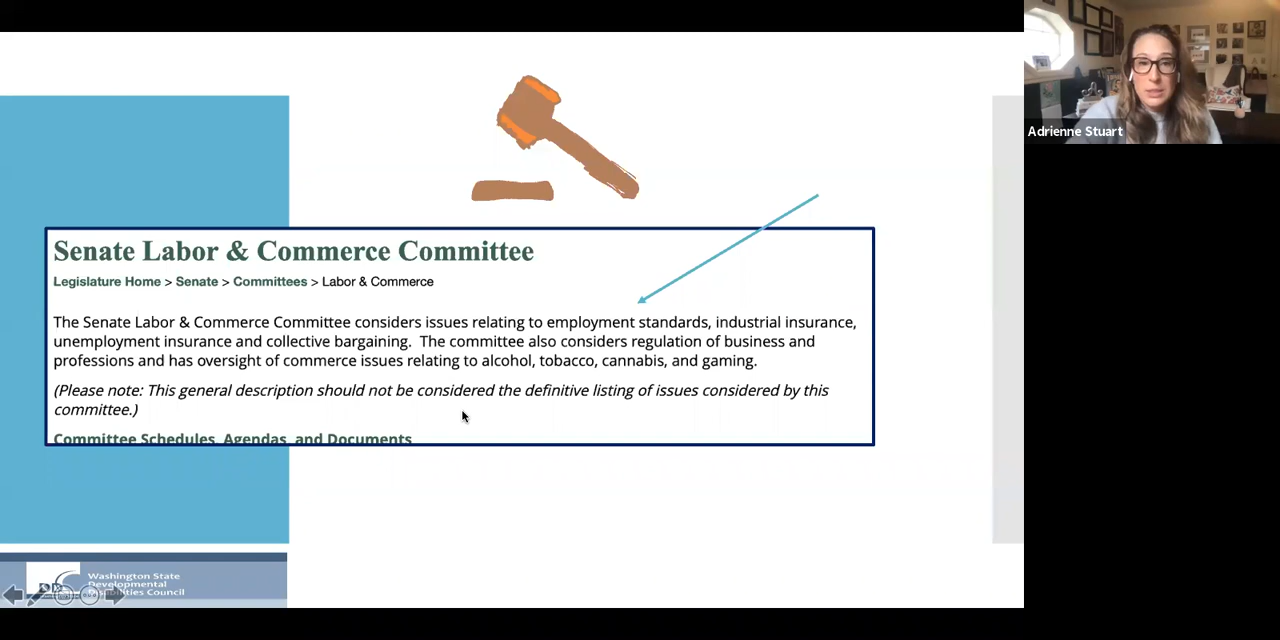 Adrienne Stuart
Senate Labor & Commerce Committee
Legislature Home > Senate > Committees > Labor & Commerce
The Senate Labor & Commerce Committee considers issues relating to employment standards, industrial insurance,
unemployment insurance and collective bargaining.  The committee also considers regulation of business and
professions and has oversight of commerce issues relating to alcohol, tobacco, cannabis, and gaming.
(Please note: This general description should not be considered the definitive listing of issues considered by this
committee.)
Committee Schedules, Agendas, and Documents
Washington State
Developmental
Disabilities Council